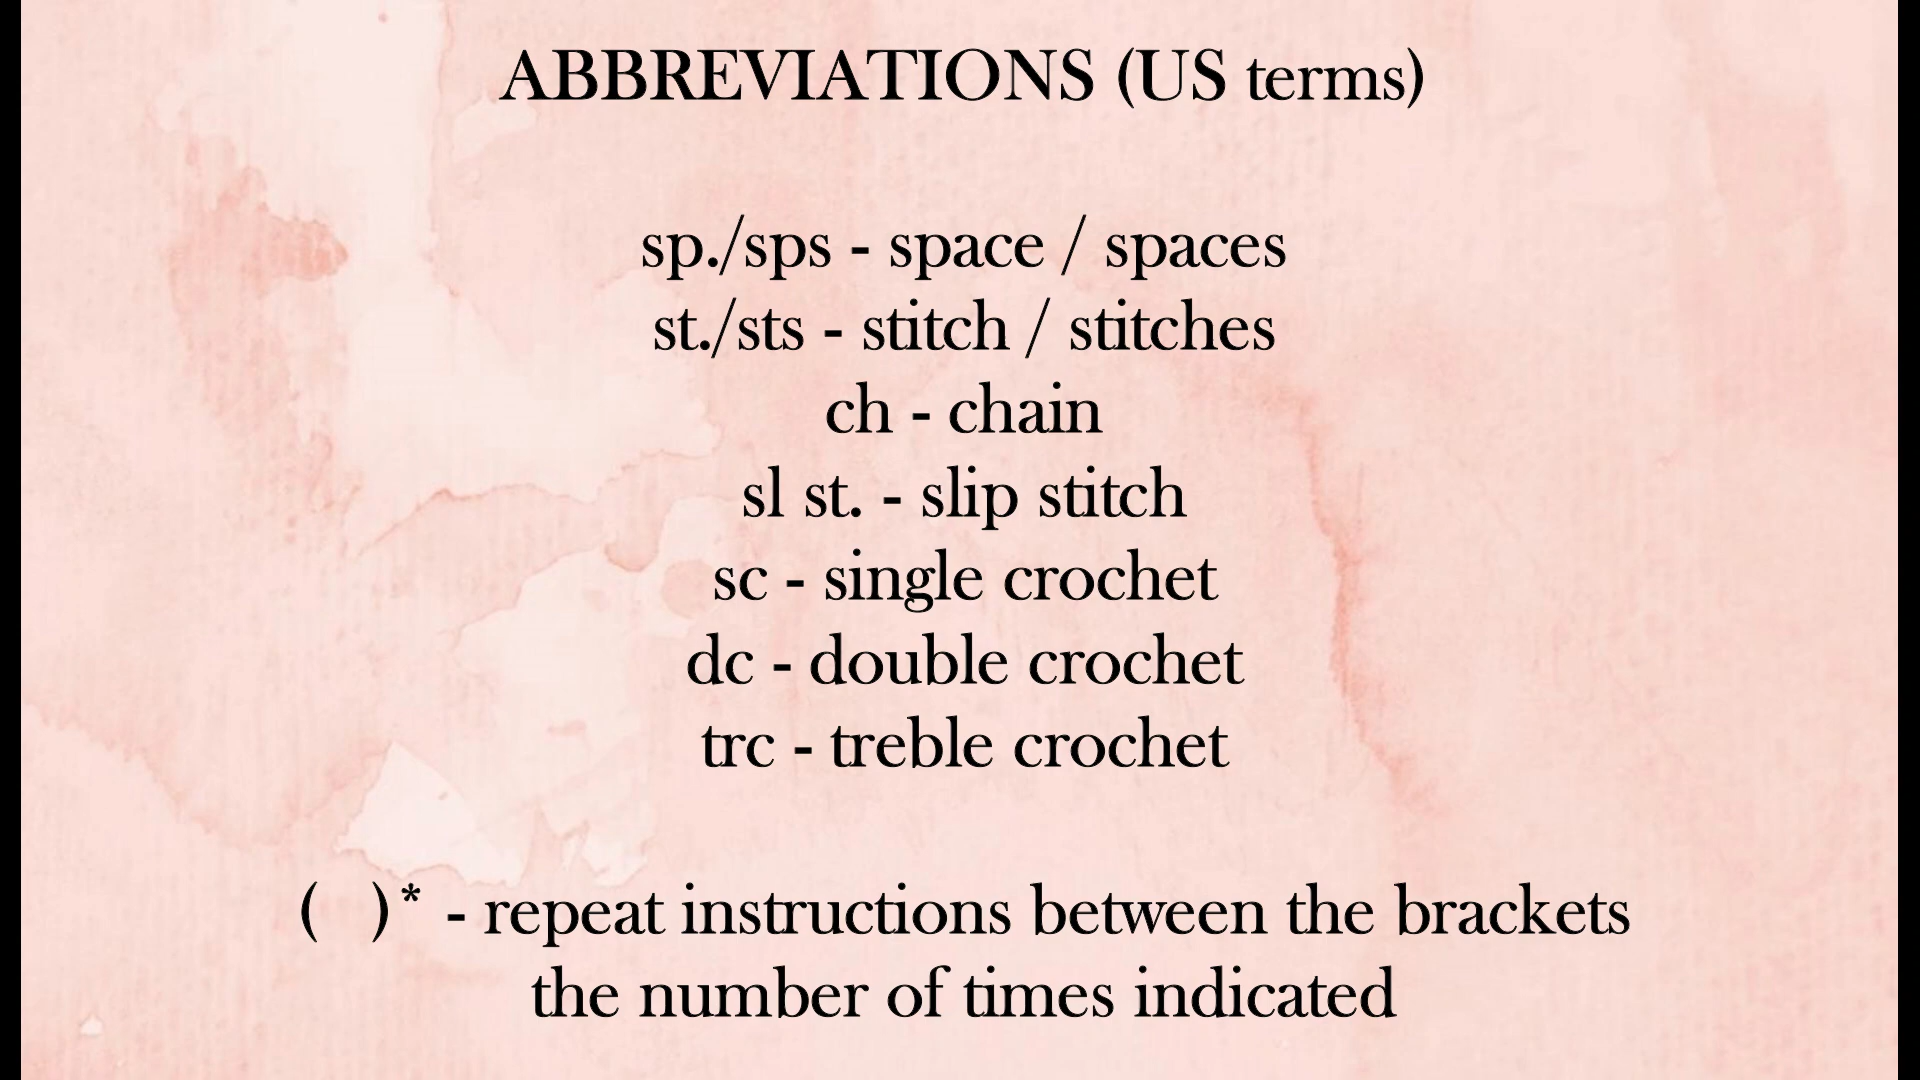 ABBREVIATIONS (US terms)
sp./sps - space / spaces
st./sts - stitch / stitches
ch - chain
sl st. - slip stitch
sc - single crochet
dc - double crochet
trc - treble crochet
(   )* - repeat instructions between the brackets
the number of times indicated